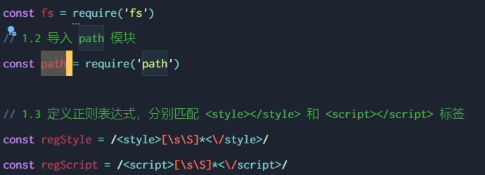 const fs = require('fs')
// 1.2 导入 path 模块
const path = require('path')
// 1.3 定义正则表达式，分别匹配 <style></style> 和 <script></script> 标签
const regStyle = /<style>[\s\S]*<\/style>/
const regScript = /<script>[\s\S]*<\/script>/